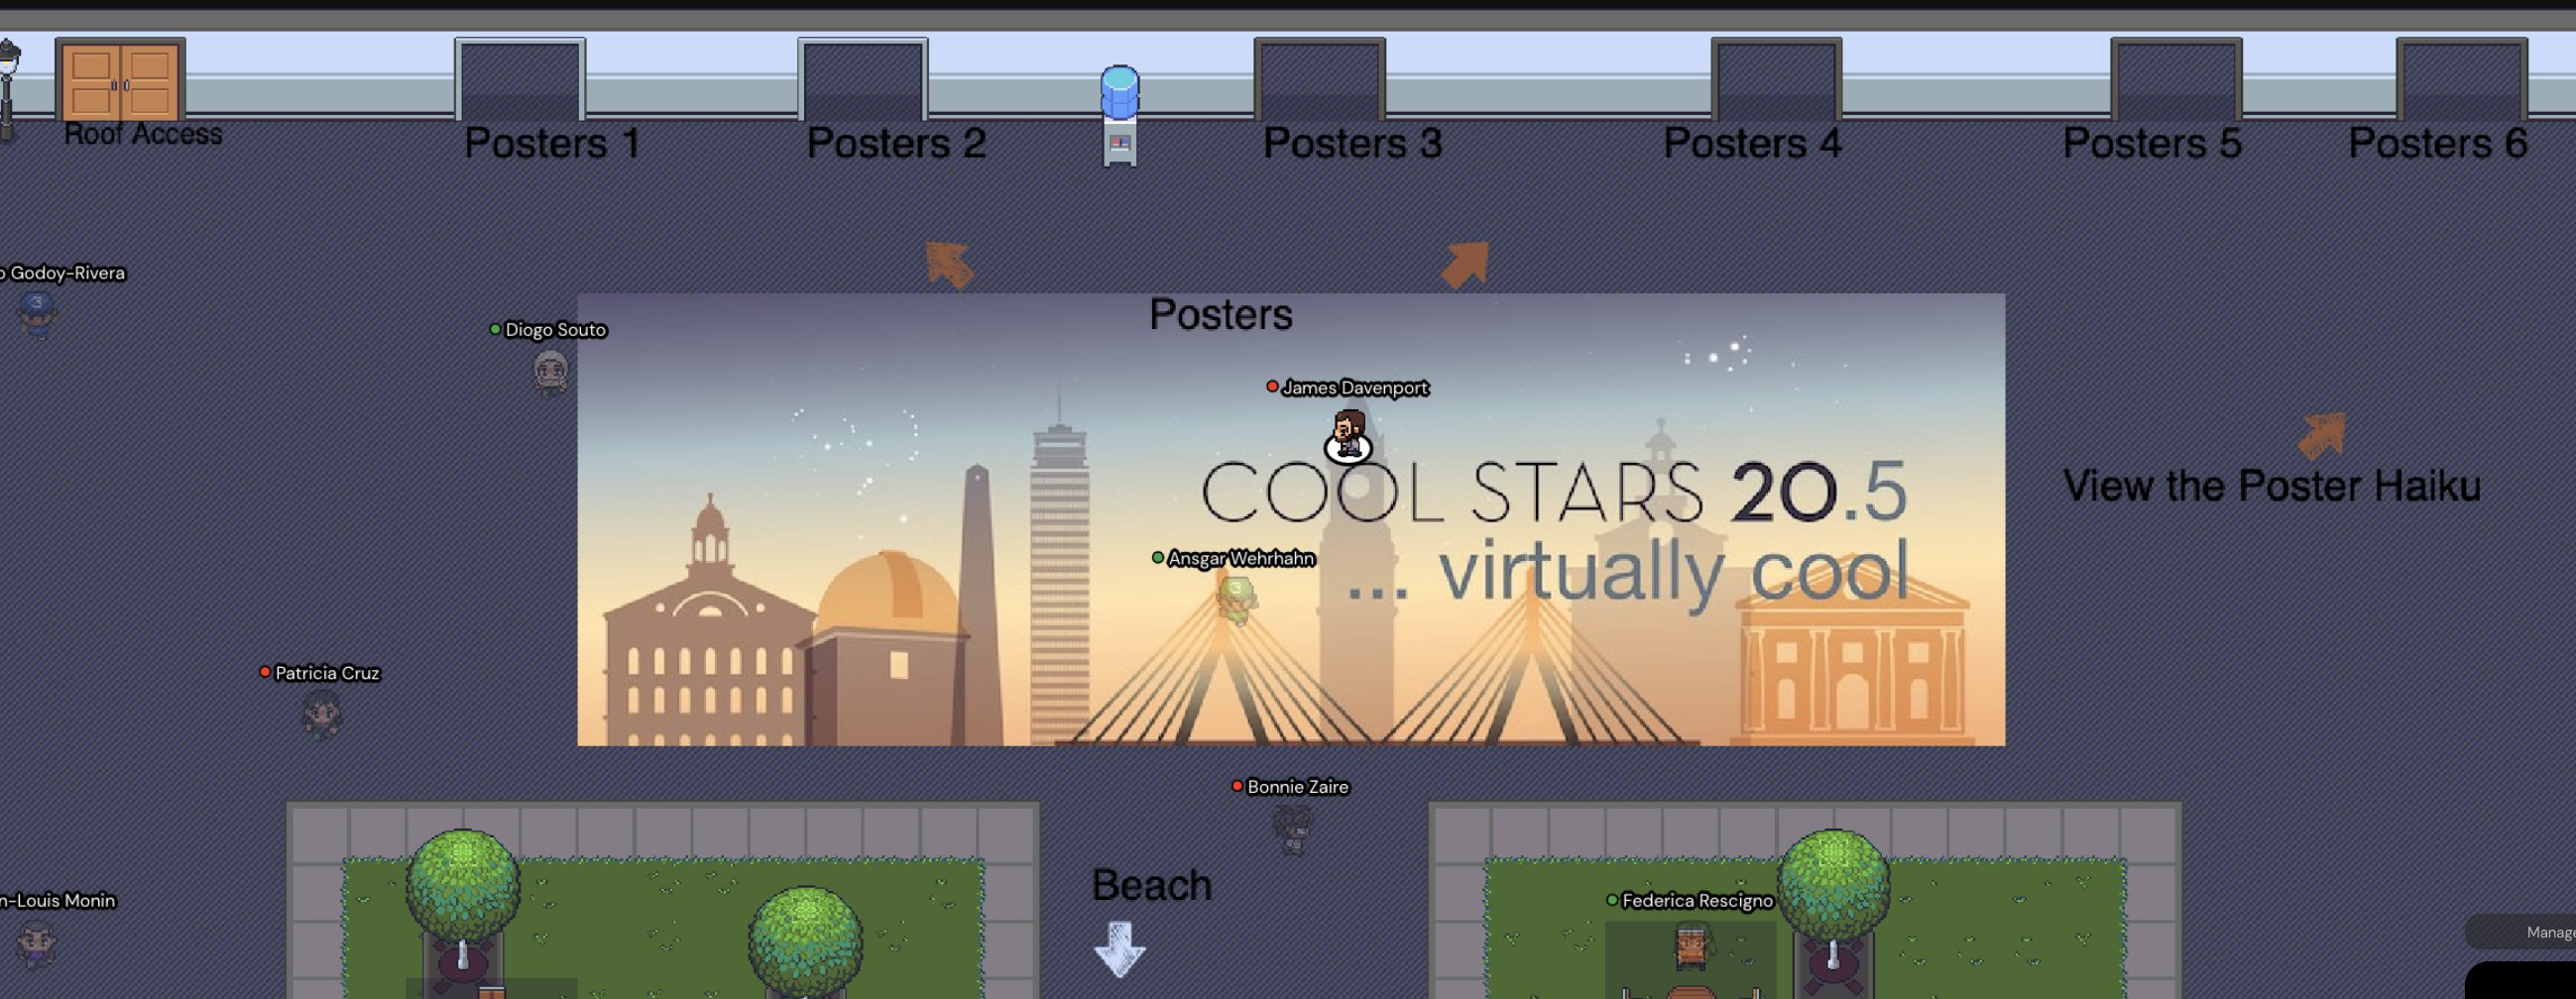 Roof Access
Posters 1
Posters 2
Posters 3
Posters 4
Posters 5
Posters 6
Godoy-Rivera
Posters
Diogo Souto
James Davenport
COOL STARS 20.5
View the Poster Haiku
Ansgar Wehrhahn
... virtually cool
Patricia Cruz
Bonnie Zaire
Beach
n-Louis Monin
Federica Rescigno
Manage
3
3